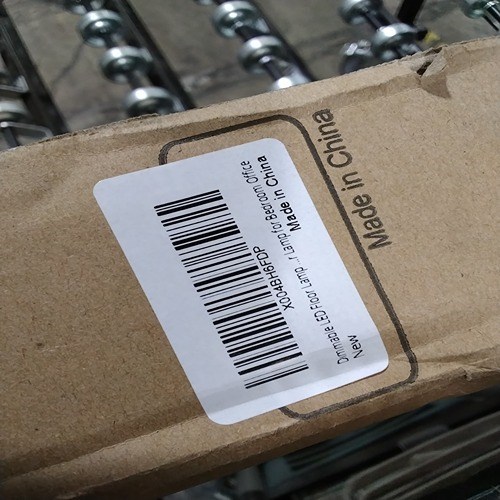 X004BH6FDP
Dimmable LED Floor Lamp ...f Lamp for Bedroom Office
New
Made in China
Made in China